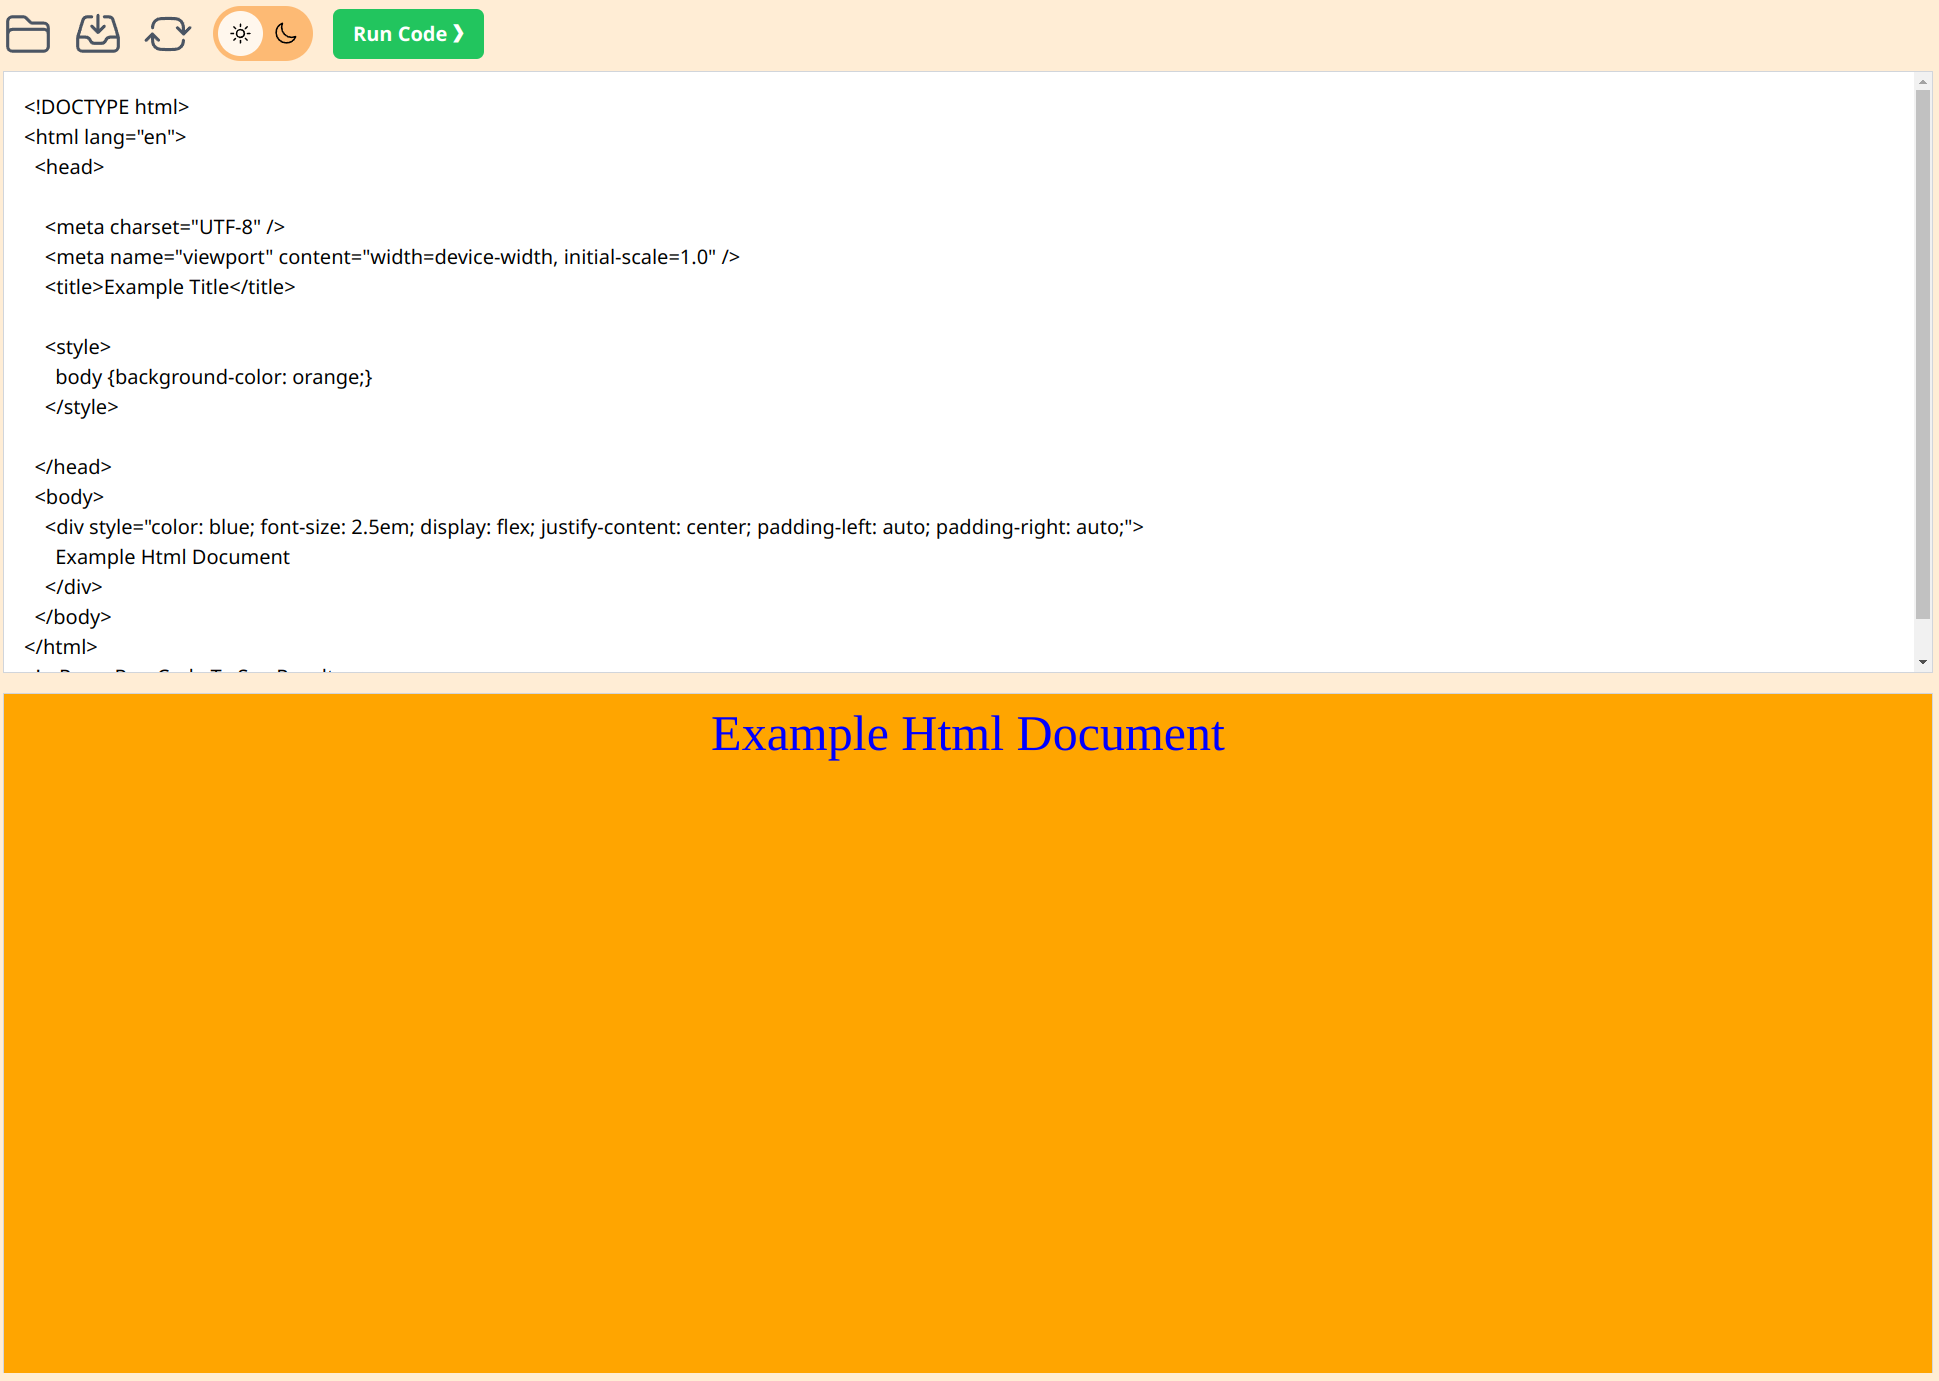 Run Code ❯
<!DOCTYPE html>
<html lang="en">
<head>
<meta charset="UTF-8" />
<meta name="viewport" content="width=device-width, initial-scale=1.0" />
<title>Example Title</title>
<style>
body {background-color: orange;}
</style>
</head>
<body>
<div style="color: blue; font-size: 2.5em; display: flex; justify-content: center; padding-left: auto; padding-right: auto;">
Example Html Document
</div>
</body>
</html>
Example Html Document